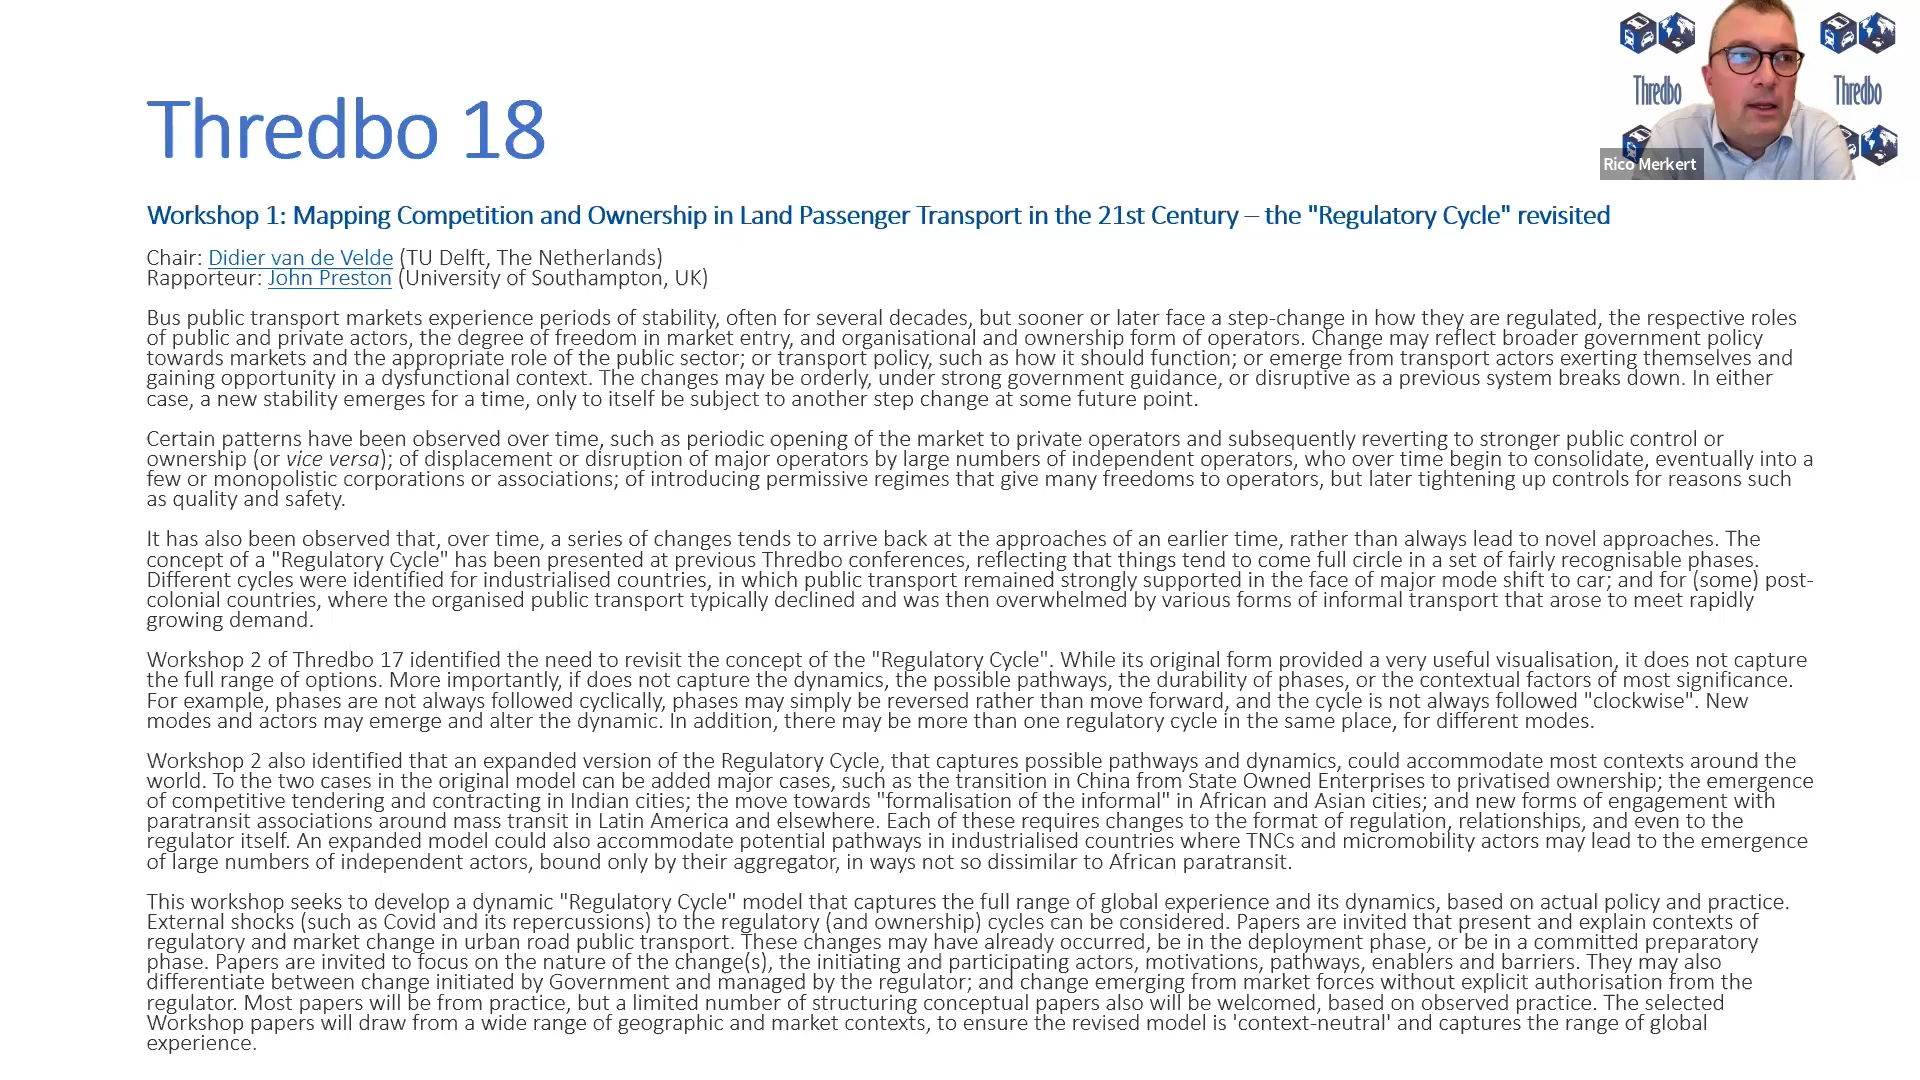 Thredbo 18
Thredbo
Thredbo
Rico Merkert
Workshop 1: Mapping Competition and Ownership in Land Passenger Transport in the 21st Century – the "Regulatory Cycle" revisited
Chair: Didier van de Velde (TU Delft, The Netherlands)
Rapporteur: John Preston (University of Southampton, UK)
Bus public transport markets experience periods of stability, often for several decades, but sooner or later face a step-change in how they are regulated, the respective roles
of public and private actors, the degree of freedom in market entry, and organisational and ownership form of operators. Change may reflect broader government policy
towards markets and the appropriate role of the public sector; or transport policy, such as how it should function; or emerge from transport actors exerting themselves and
gaining opportunity in a dysfunctional context. The changes may be orderly, under strong government guidance, or disruptive as a previous system breaks down. In either
case, a new stability emerges for a time, only to itself be subject to another step change at some future point.
Certain patterns have been observed over time, such as periodic opening of the market to private operators and subsequently reverting to stronger public control or
ownership (or vice versa); of displacement or disruption of major operators by large numbers of independent operators, who over time begin to consolidate, eventually into a
few or monopolistic corporations or associations; of introducing permissive regimes that give many freedoms to operators, but later tightening up controls for reasons such
as quality and safety.
It has also been observed that, over time, a series of changes tends to arrive back at the approaches of an earlier time, rather than always lead to novel approaches. The
concept of a "Regulatory Cycle" has been presented at previous Thredbo conferences, reflecting that things tend to come full circle in a set of fairly recognisable phases.
Different cycles were identified for industrialised countries, in which public transport remained strongly supported in the face of major mode shift to car; and for (some) post-
colonial countries, where the organised public transport typically declined and was then overwhelmed by various forms of informal transport that arose to meet rapidly
growing demand.
Workshop 2 of Thredbo 17 identified the need to revisit the concept of the "Regulatory Cycle". While its original form provided a very useful visualisation, it does not capture
the full range of options. More importantly, if does not capture the dynamics, the possible pathways, the durability of phases, or the contextual factors of most significance.
For example, phases are not always followed cyclically, phases may simply be reversed rather than move forward, and the cycle is not always followed "clockwise". New
modes and actors may emerge and alter the dynamic. In addition, there may be more than one regulatory cycle in the same place, for different modes.
Workshop 2 also identified that an expanded version of the Regulatory Cycle, that captures possible pathways and dynamics, could accommodate most contexts around the
world. To the two cases in the original model can be added major cases, such as the transition in China from State Owned Enterprises to privatised ownership; the emergence
of competitive tendering and contracting in Indian cities; the move towards "formalisation of the informal" in African and Asian cities; and new forms of engagement with
paratransit associations around mass transit in Latin America and elsewhere. Each of these requires changes to the format of regulation, relationships, and even to the
regulator itself. An expanded model could also accommodate potential pathways in industrialised countries where TNCs and micromobility actors may lead to the emergence
of large numbers of independent actors, bound only by their aggregator, in ways not so dissimilar to African paratransit.
This workshop seeks to develop a dynamic "Regulatory Cycle" model that captures the full range of global experience and its dynamics, based on actual policy and practice.
External shocks (such as Covid and its repercussions) to the regulatory (and ownership) cycles can be considered. Papers are invited that present and explain contexts of
regulatory and market change in urban road public transport. These changes may have already occurred, be in the deployment phase, or be in a committed preparatory
phase. Papers are invited to focus on the nature of the change(s), the initiating and participating actors, motivations, pathways, enablers and barriers. They may also
differentiate between change initiated by Government and managed by the regulator; and change emerging from market forces without explicit authorisation from the
regulator. Most papers will be from practice, but a limited number of structuring conceptual papers also will be welcomed, based on observed practice. The selected
Workshop papers will draw from a wide range of geographic and market contexts, to ensure the revised model is 'context-neutral' and captures the range of global
experience.